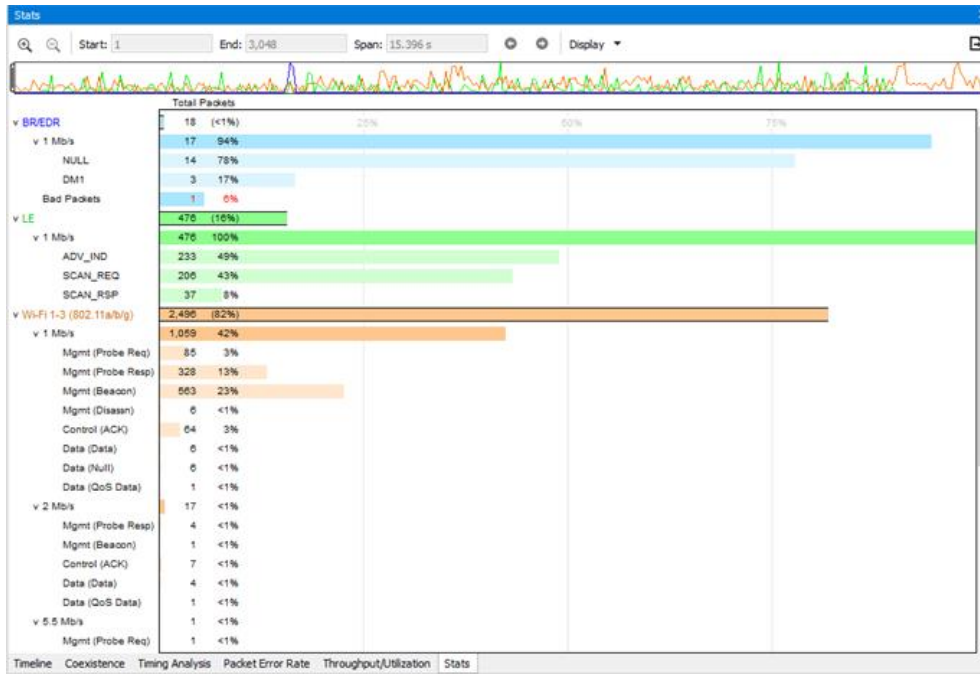 Stats
Start: 1 End: 3,048 Span: 15.396 s Display
Total Packets
25% 50% 75%
v BR/EDR 18 (<1%)
v 1 Mb/s 17 94%
NULL 14 78%
DM1 3 17%
Bad Packets 1 6%
v LE 476 (16%)
v 1 Mb/s 476 100%
ADV_IND 233 49%
SCAN_REQ 206 43%
SCAN_RSP 37 8%
v Wi-Fi 1-3 (802.11a/b/g) 2,496 (82%)
v 1 Mb/s 1,059 42%
Mgmt (Probe Req) 85 3%
Mgmt (Probe Resp) 328 13%
Mgmt (Beacon) 563 23%
Mgmt (Disassn) 6 <1%
Control (ACK) 64 3%
Data (Data) 6 <1%
Data (Null) 6 <1%
Data (QoS Data) 1 <1%
v 2 Mb/s 17 <1%
Mgmt (Probe Resp) 4 <1%
Mgmt (Beacon) 1 <1%
Control (ACK) 7 <1%
Data (Data) 4 <1%
Data (QoS Data) 1 <1%
v 5.5 Mb/s 1 <1%
Mgmt (Probe Req) 1 <1%
Timeline Coexistence Timing Analysis Packet Error Rate Throughput/Utilization Stats